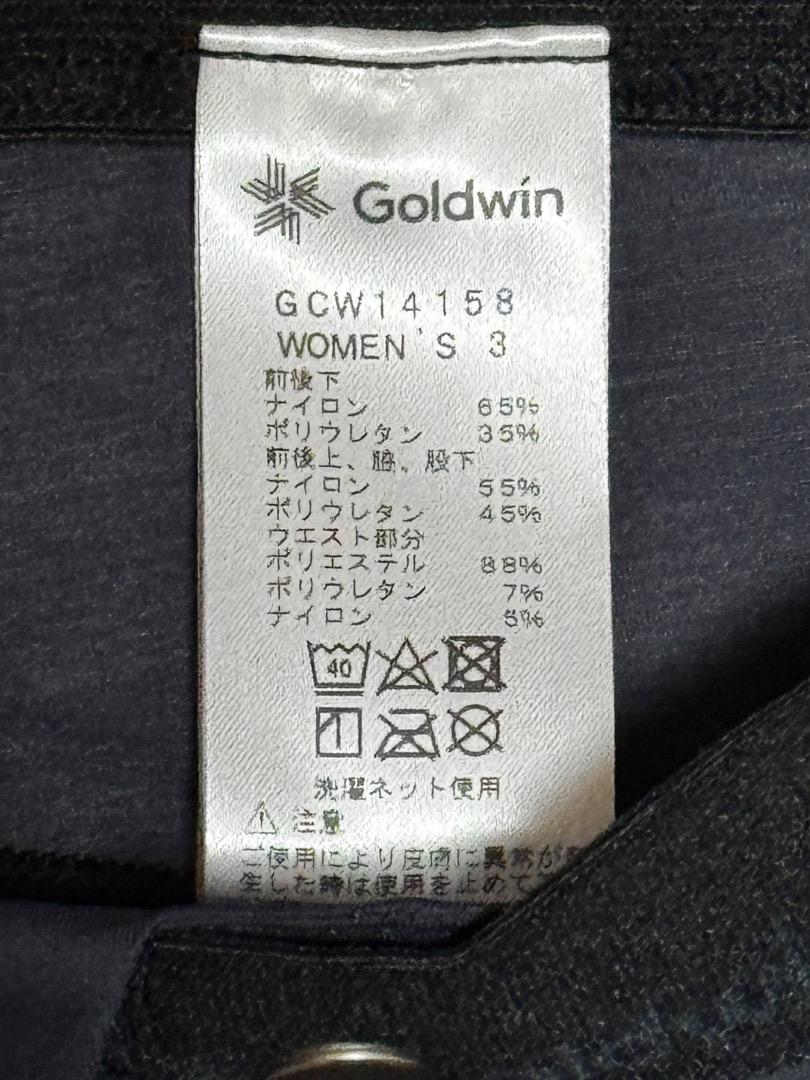 Goldwin
GCW14158
WOMEN'S 3
前後下
ナイロン 65%
ポリウレタン 35%
前後上、脇、股下
ナイロン 55%
ポリウレタン 45%
ウエスト部分
ポリエステル 88%
ポリウレタン 7%
ナイロン 5%
40
洗濯ネット使用
注意
ご使用により皮膚に異常が
生じた時は使用を止めて